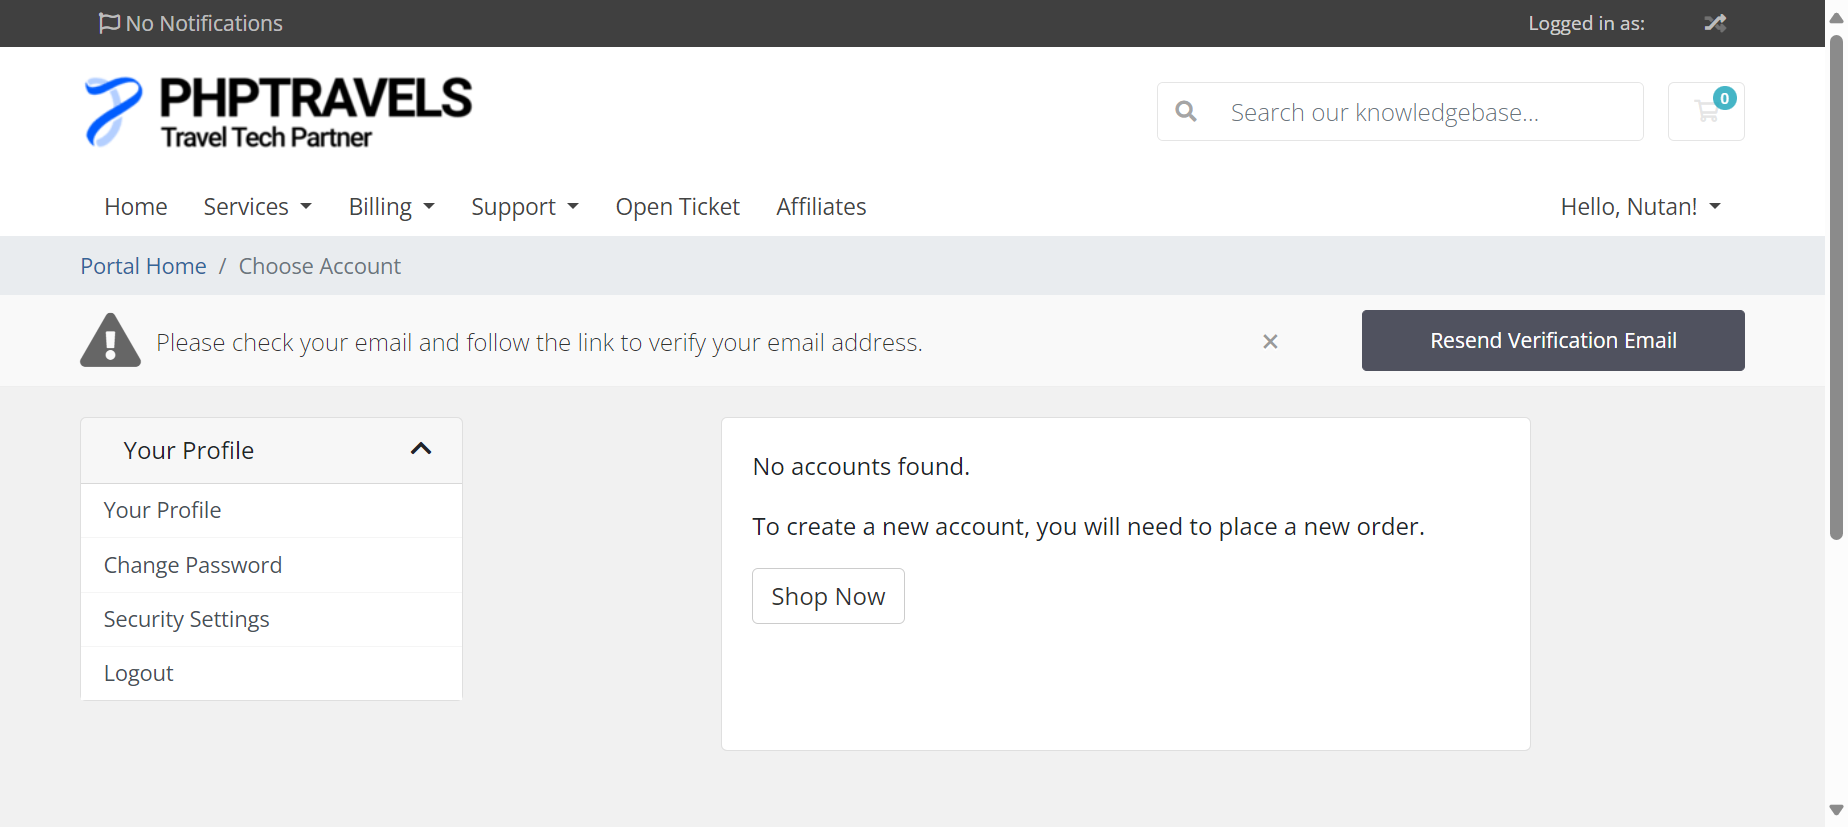 No Notifications
Logged in as:
PHPTRAVELS
Travel Tech Partner
Search our knowledgebase...
0
Home
Services
Billing
Support
Open Ticket
Affiliates
Hello, Nutan!
Portal Home / Choose Account
Please check your email and follow the link to verify your email address.
Resend Verification Email
Your Profile
Your Profile
Change Password
Security Settings
Logout
No accounts found.
To create a new account, you will need to place a new order.
Shop Now